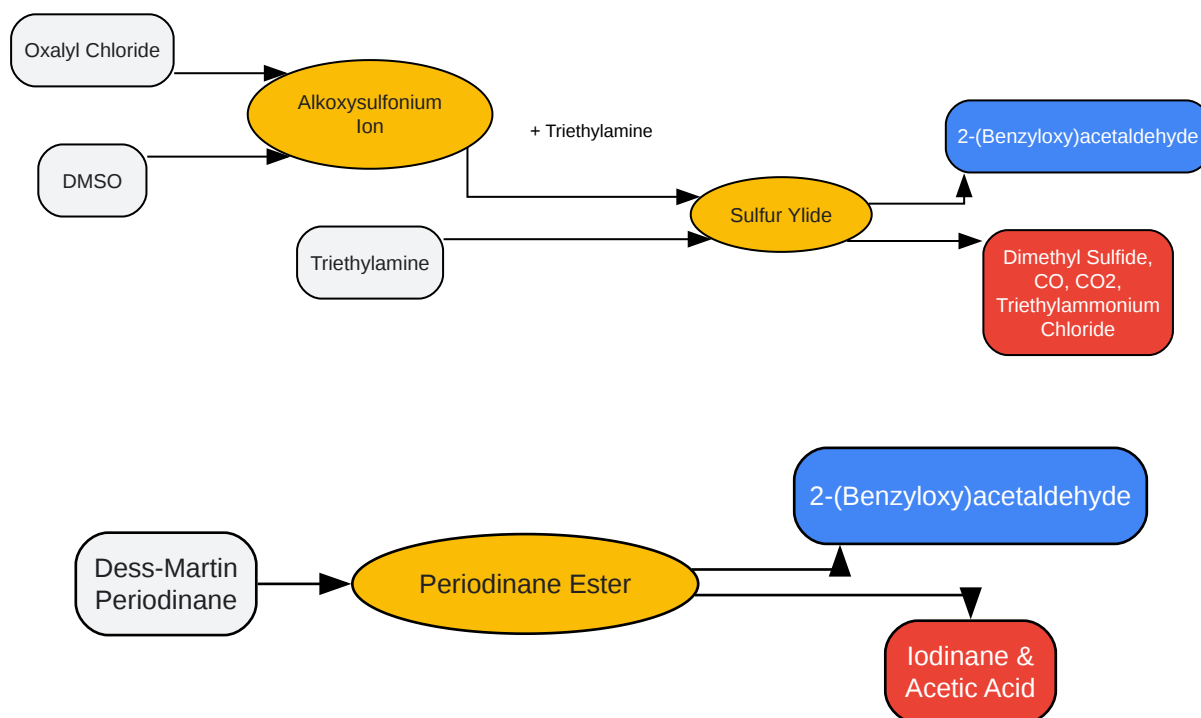 Oxalyl Chloride
Alkoxysulfonium
Ion
+ Triethylamine
2-(Benzyloxy)acetaldehyde
DMSO
Sulfur Ylide
Triethylamine
Dimethyl Sulfide,
CO, CO2,
Triethylammonium
Chloride
2-(Benzyloxy)acetaldehyde
Dess-Martin
Periodinane
Periodinane Ester
Iodinane &
Acetic Acid